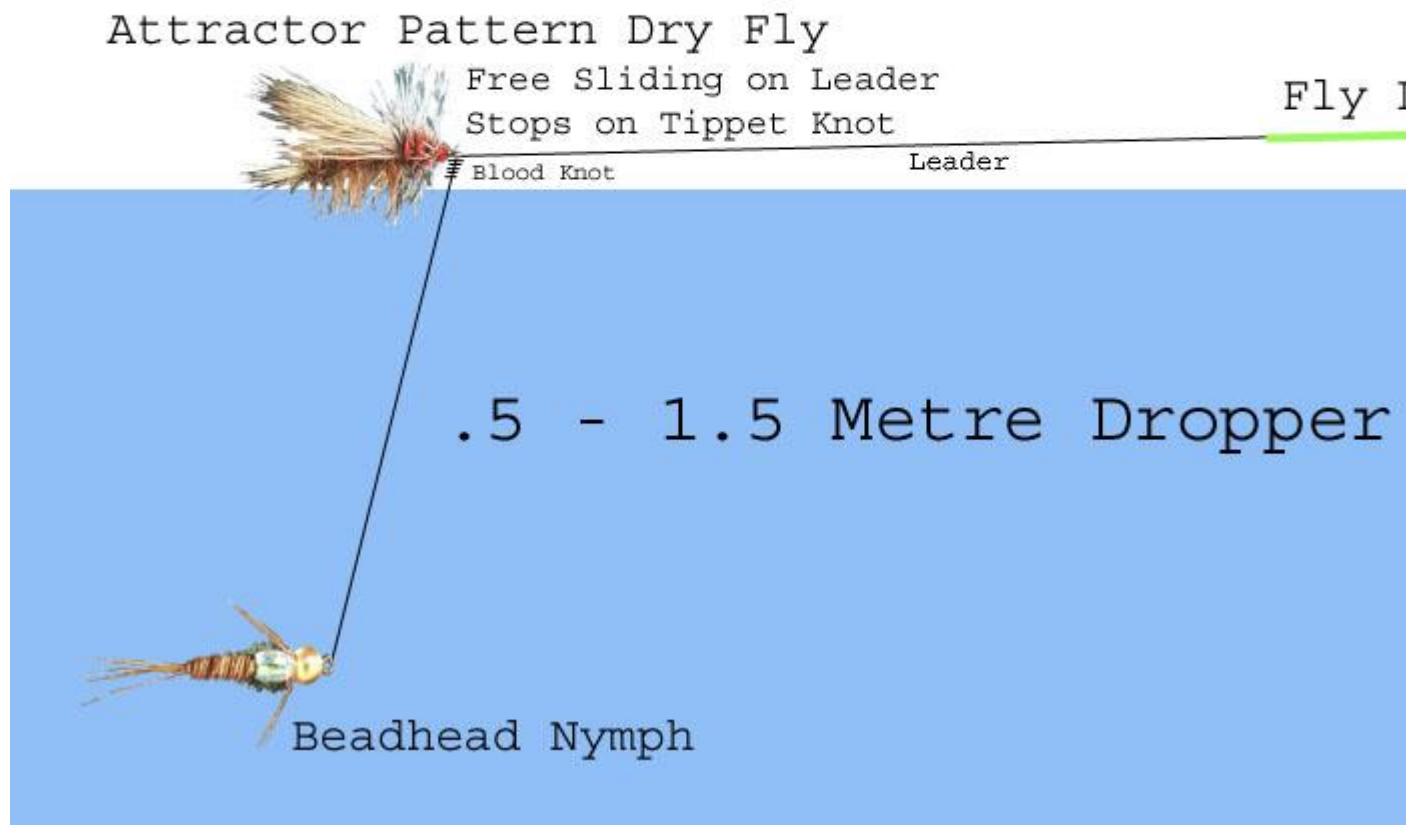 Attractor Pattern Dry Fly
Free Sliding on Leader
Stops on Tippet Knot
Fly
Blood Knot
Leader
.5 - 1.5 Metre Dropper
Beadhead Nymph